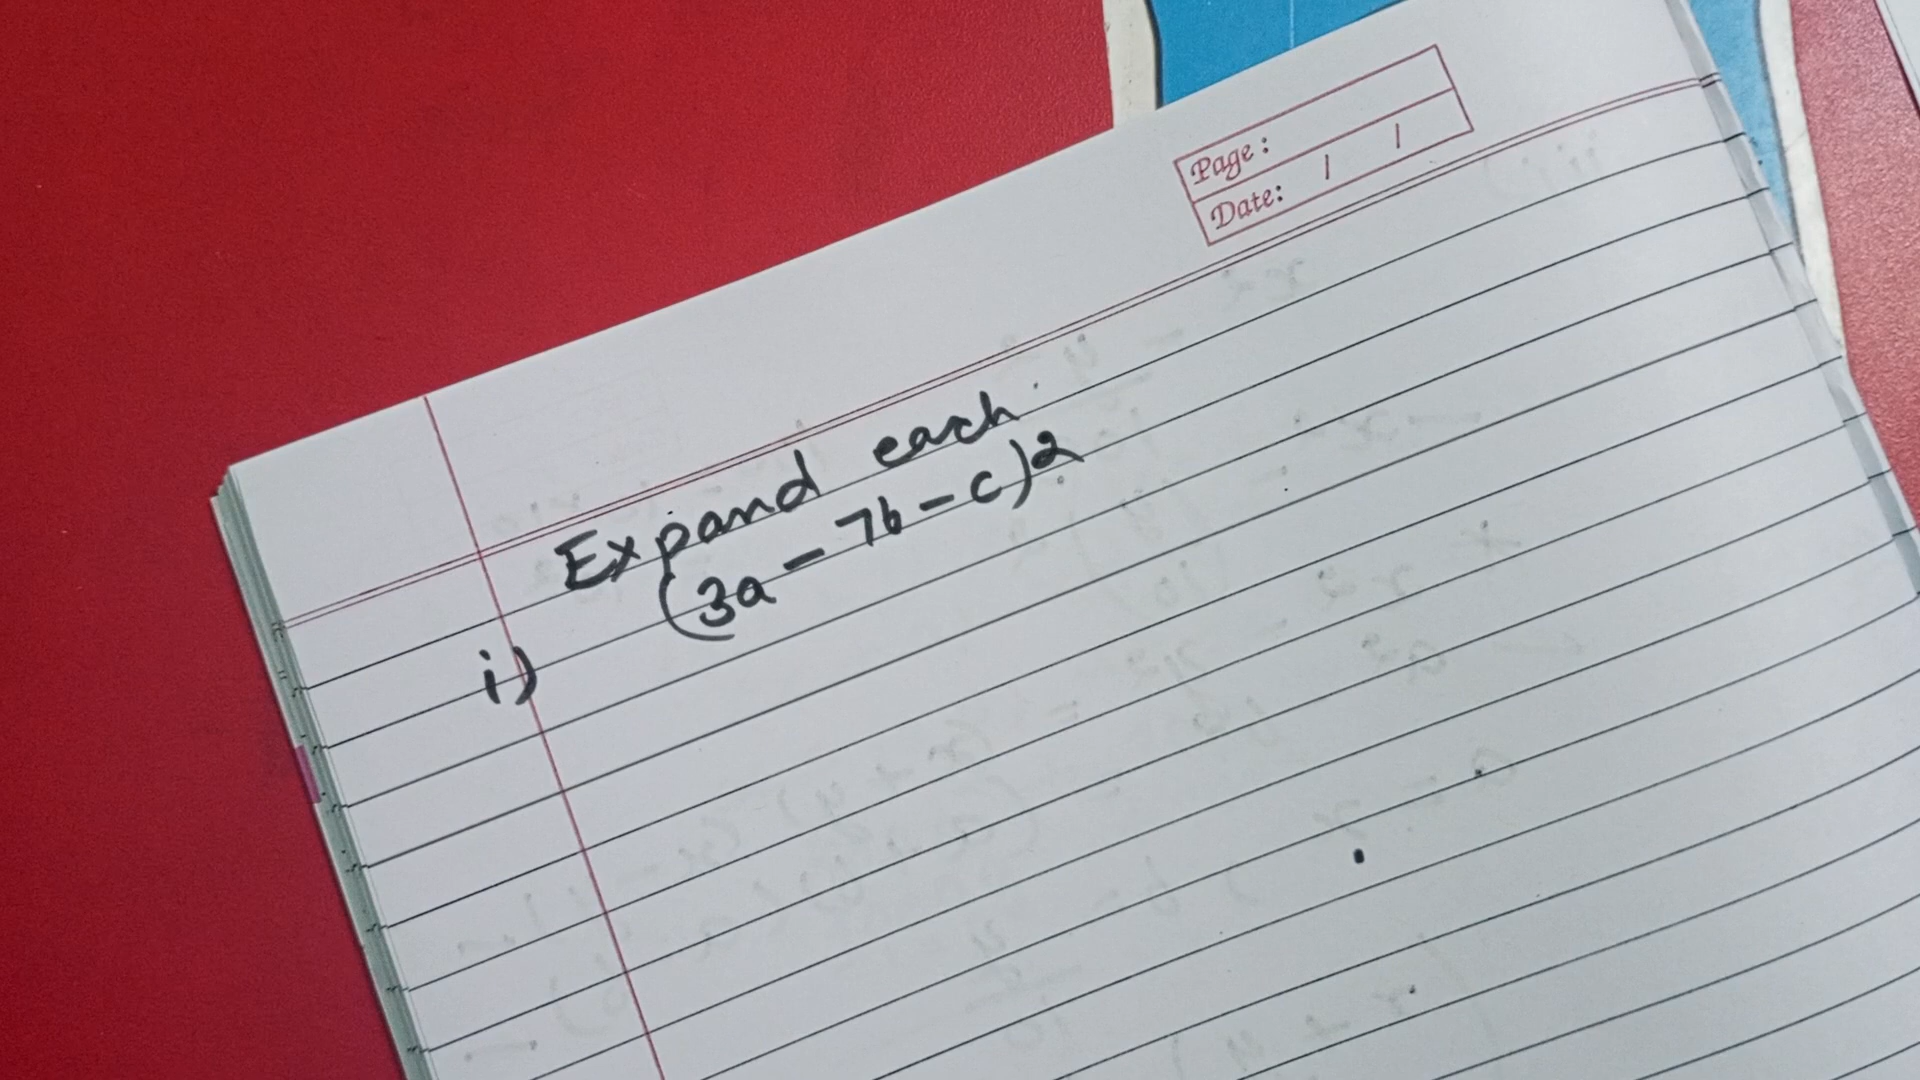 Page:
Date: / /
Expand each
i) (3a - 7b - c)²